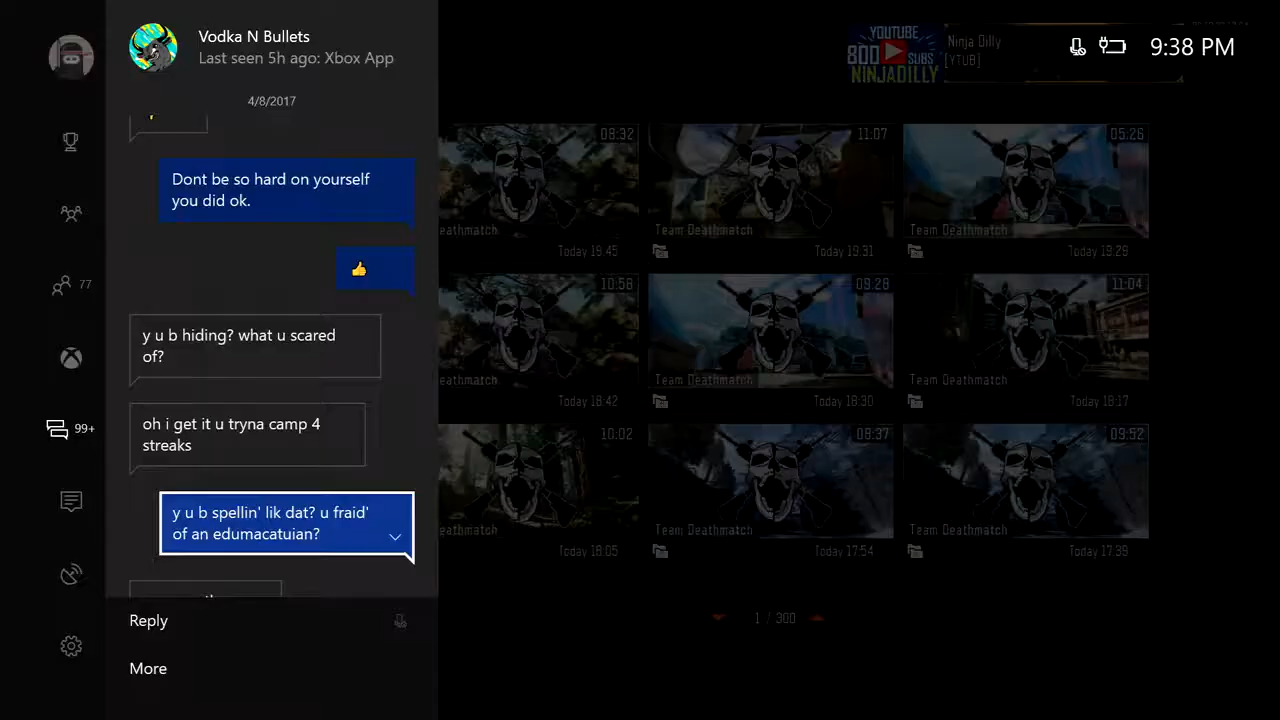 Vodka N Bullets
Last seen 5h ago: Xbox App
4/8/2017
Dont be so hard on yourself
you did ok.
👍
y u b hiding? what u scared
of?
oh i get it u tryna camp 4
streaks
y u b spellin' lik dat? u fraid'
of an edumacatuian?
Reply
More
77
99+
YOUTUBE
800 SUBS
NINJADILLY
Ninja Dilly
[YTUB]
9:38 PM
08:32
11:07
05:26
eathmatch
Team Deathmatch
Team Deathmatch
Today 19:45
Today 19:31
Today 19:29
10:56
09:28
11:04
eathmatch
Team Deathmatch
Team Deathmatch
Today 18:42
Today 18:30
Today 18:17
10:02
08:37
09:52
eathmatch
Team Deathmatch
Team Deathmatch
Today 18:05
Today 17:54
Today 17:39
1 / 300